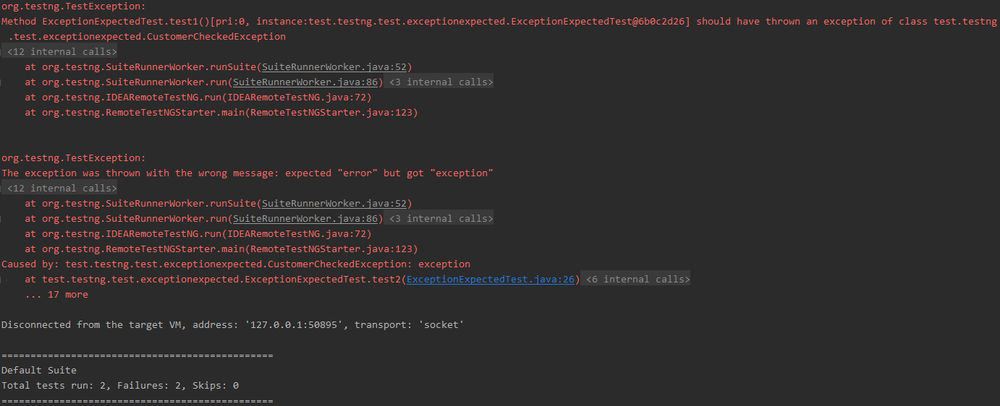 org.testng.TestException:
Method ExceptionExpectedTest.test1()[pri:0, instance:test.testng.test.exceptionexpected.ExceptionExpectedTest@6b0c2d26] should have thrown an exception of class test.testng
.test.exceptionexpected.CustomerCheckedException
<12 internal calls>
at org.testng.SuiteRunnerWorker.runSuite(SuiteRunnerWorker.java:52)
at org.testng.SuiteRunnerWorker.run(SuiteRunnerWorker.java:86) <3 internal calls>
at org.testng.IDEARemoteTestNG.run(IDEARemoteTestNG.java:72)
at org.testng.RemoteTestNGStarter.main(RemoteTestNGStarter.java:123)
org.testng.TestException:
The exception was thrown with the wrong message: expected "error" but got "exception"
<12 internal calls>
at org.testng.SuiteRunnerWorker.runSuite(SuiteRunnerWorker.java:52)
at org.testng.SuiteRunnerWorker.run(SuiteRunnerWorker.java:86) <3 internal calls>
at org.testng.IDEARemoteTestNG.run(IDEARemoteTestNG.java:72)
at org.testng.RemoteTestNGStarter.main(RemoteTestNGStarter.java:123)
Caused by: test.testng.test.exceptionexpected.CustomerCheckedException: exception
at test.testng.test.exceptionexpected.ExceptionExpectedTest.test2(ExceptionExpectedTest.java:26) <6 internal calls>
... 17 more
Disconnected from the target VM, address: '127.0.0.1:50895', transport: 'socket'
===============================================
Default Suite
Total tests run: 2, Failures: 2, Skips: 0
===============================================